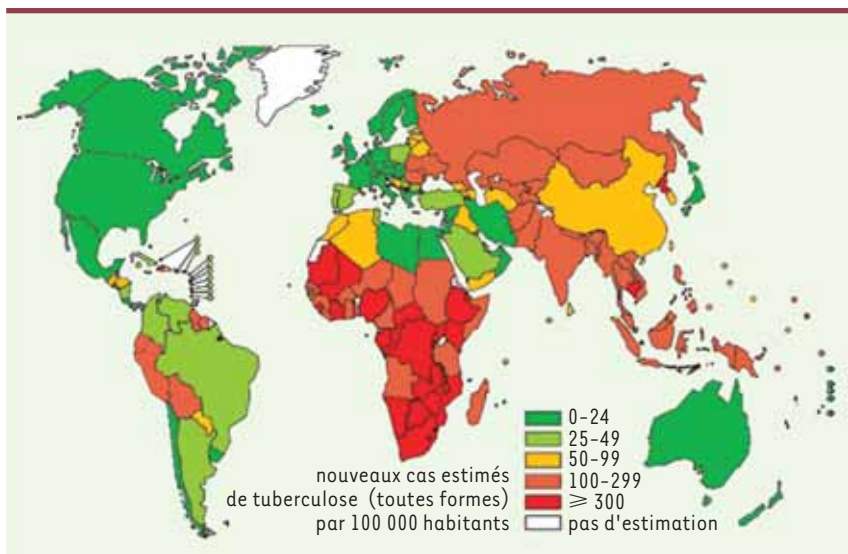 0-24
25-49
50-99
100-299
≥ 300
pas d'estimation
nouveaux cas estimés
de tuberculose (toutes formes)
par 100 000 habitants